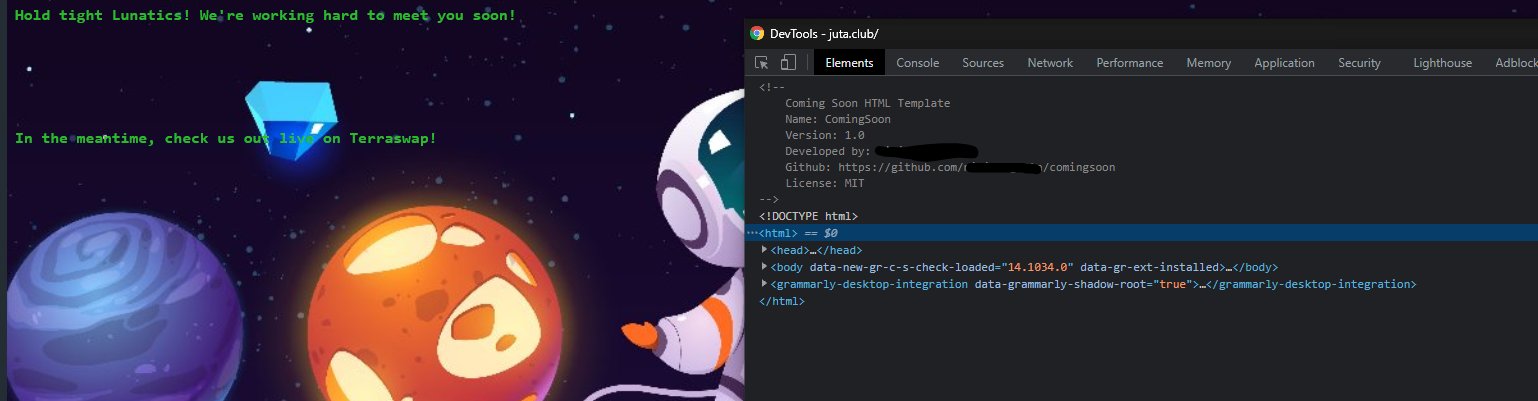 Hold tight Lunatics! We're working hard to meet you soon!
In the meantime, check us out live on Terraswap!
DevTools - juta.club/
Elements Console Sources Network Performance Memory Application Security Lighthouse Adblock
<!--
Coming Soon HTML Template
Name: ComingSoon
Version: 1.0
Developed by:
Github: https://github.com/ /comingsoon
License: MIT
-->
<!DOCTYPE html>
…<html> == $0
<head>…</head>
<body data-new-gr-c-s-check-loaded="14.1034.0" data-gr-ext-installed>…</body>
<grammarly-desktop-integration data-grammarly-shadow-root="true">…</grammarly-desktop-integration>
</html>